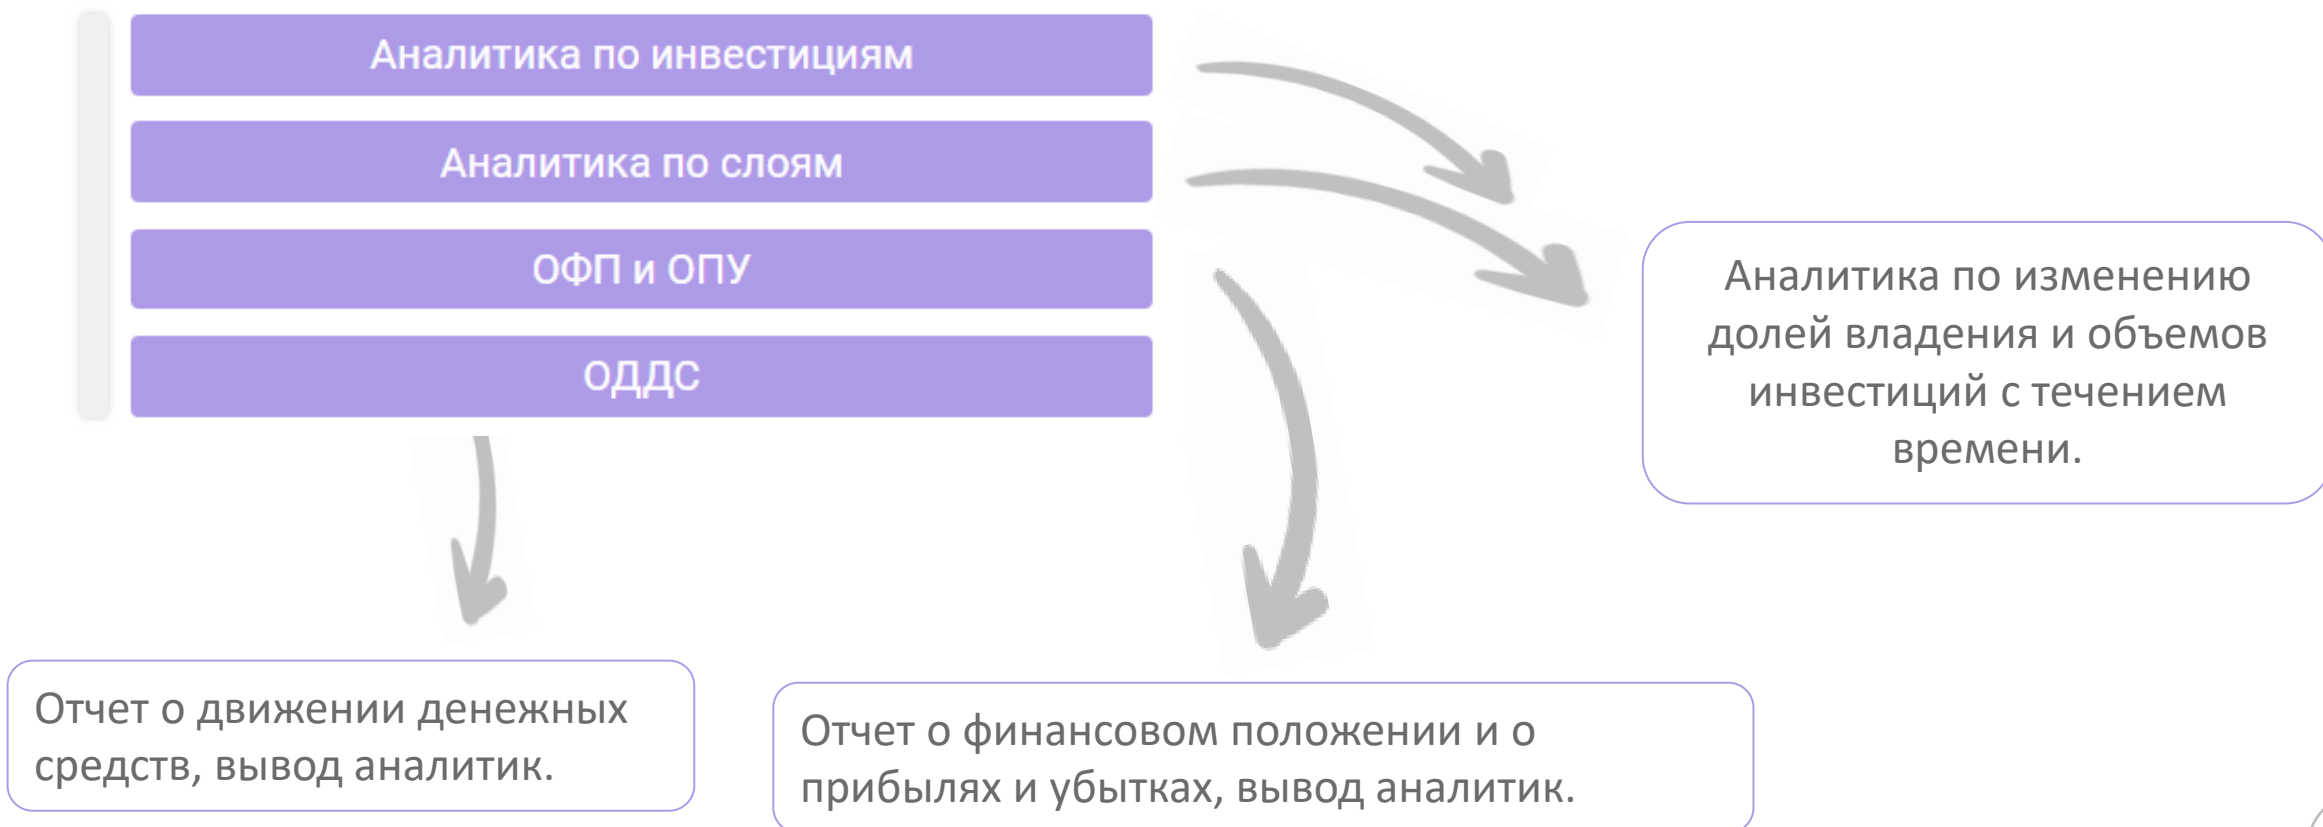 Аналитика по инвестициям
Аналитика по слоям
ОФП и ОПУ
ОДДС
Аналитика по изменению
долей владения и объемов
инвестиций с течением
времени.
Отчет о движении денежных
средств, вывод аналитик.
Отчет о финансовом положении и о
прибылях и убытках, вывод аналитик.